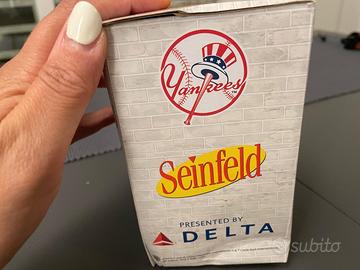 Yankees
Seinfeld
PRESENTED BY
DELTA
subito